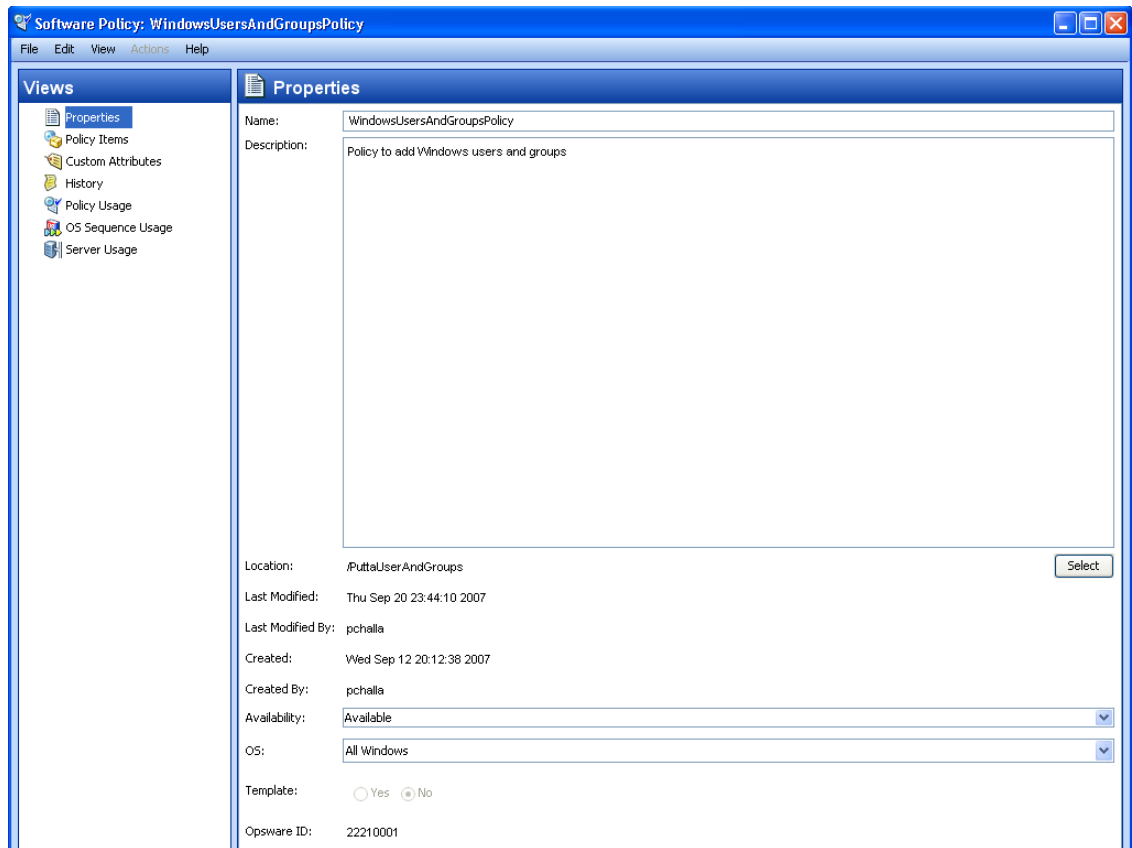 Software Policy: WindowsUsersAndGroupsPolicy
File Edit View Actions Help
Views
Properties
Policy Items
Custom Attributes
History
Policy Usage
OS Sequence Usage
Server Usage
Properties
Name: WindowsUsersAndGroupsPolicy
Description: Policy to add Windows users and groups
Location: /PuttaUserAndGroups Select
Last Modified: Thu Sep 20 23:44:10 2007
Last Modified By: pchalla
Created: Wed Sep 12 20:12:38 2007
Created By: pchalla
Availability: Available
OS: All Windows
Template: Yes No
Opsware ID: 22210001